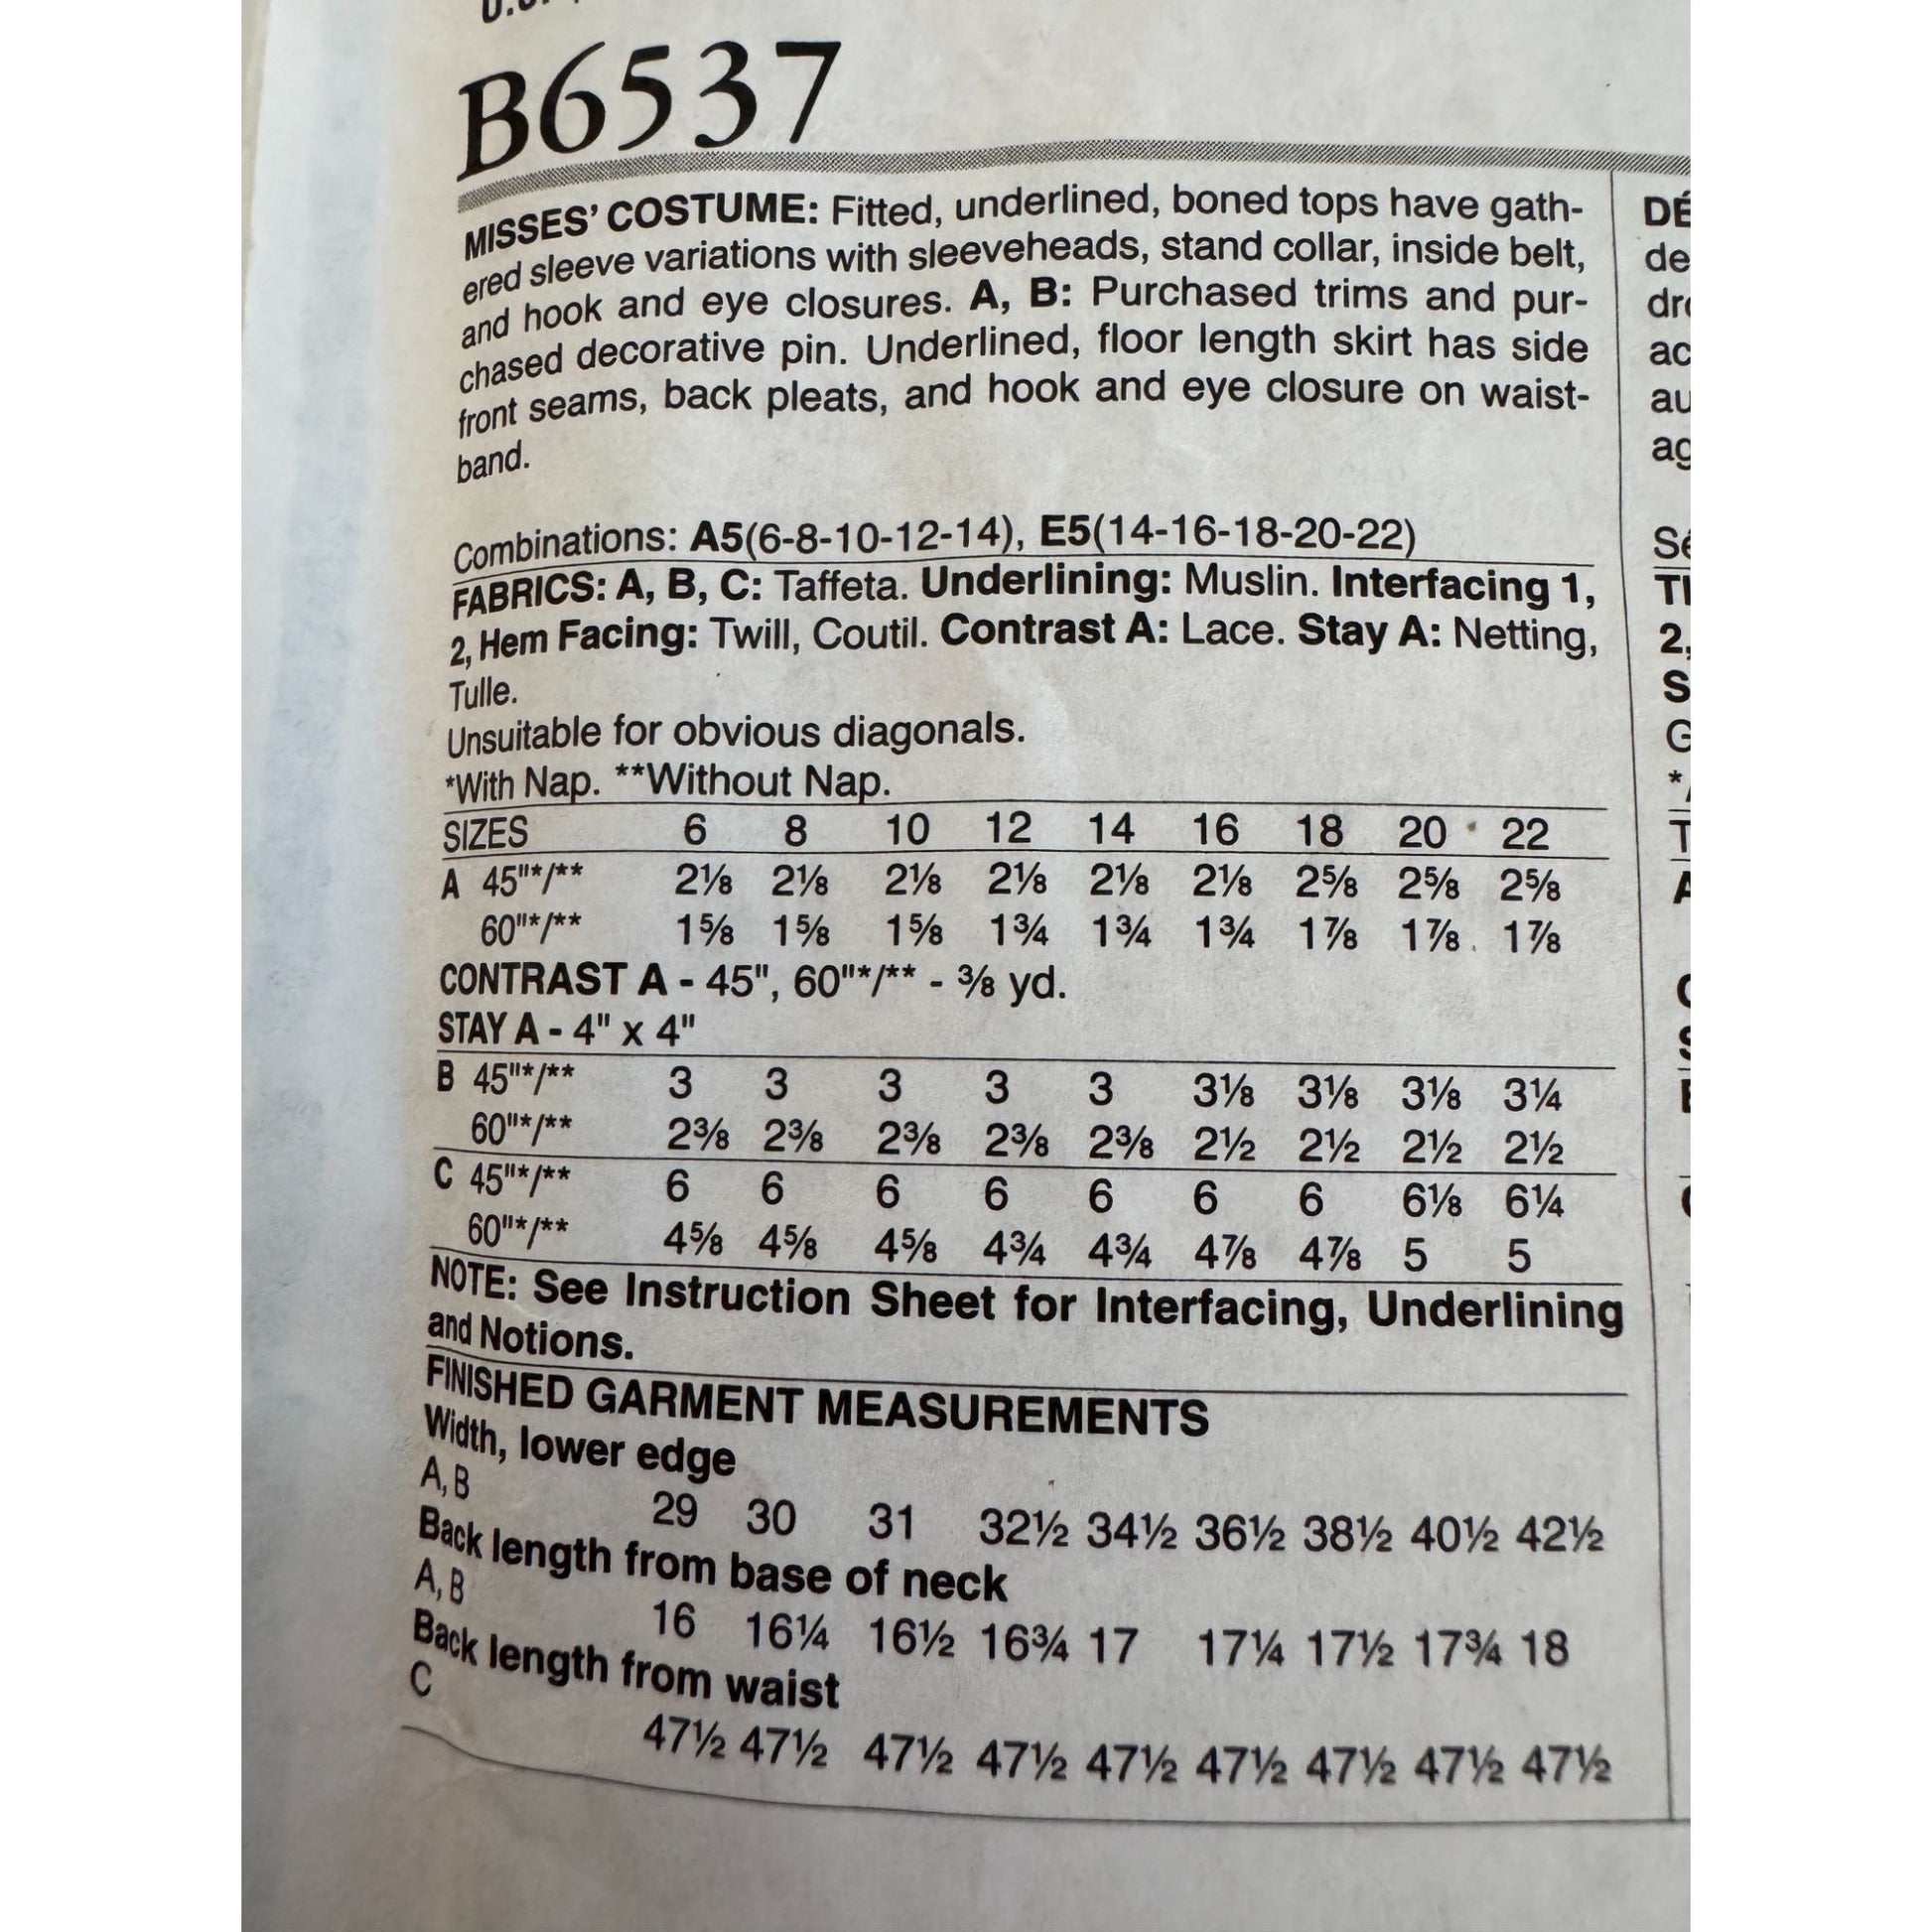 B6537
MISSES' COSTUME: Fitted, underlined, boned tops have gath-
ered sleeve variations with sleeveheads, stand collar, inside belt,
and hook and eye closures. A, B: Purchased trims and pur-
chased decorative pin. Underlined, floor length skirt has side
front seams, back pleats, and hook and eye closure on waist-
band.
Combinations: A5(6-8-10-12-14), E5(14-16-18-20-22)
FABRICS: A, B, C: Taffeta. Underlining: Muslin. Interfacing 1,
2, Hem Facing: Twill, Coutil. Contrast A: Lace. Stay A: Netting,
Tulle.
Unsuitable for obvious diagonals.
*With Nap. **Without Nap.
SIZES 6 8 10 12 14 16 18 20 22
A 45"*/** 2⅛ 2⅛ 2⅛ 2⅛ 2⅛ 2⅛ 2⅝ 2⅝ 2⅝
60"*/** 1⅝ 1⅝ 1⅝ 1¾ 1¾ 1¾ 1⅞ 1⅞ 1⅞
CONTRAST A - 45", 60"*/** - ⅜ yd.
STAY A - 4" x 4"
B 45"*/** 3 3 3 3 3 3⅛ 3⅛ 3⅛ 3¼
60"*/** 2⅜ 2⅜ 2⅜ 2⅜ 2⅜ 2½ 2½ 2½ 2½
C 45"*/** 6 6 6 6 6 6 6 6⅛ 6¼
60"*/** 4⅝ 4⅝ 4⅝ 4¾ 4¾ 4⅞ 4⅞ 5 5
NOTE: See Instruction Sheet for Interfacing, Underlining
and Notions.
FINISHED GARMENT MEASUREMENTS
Width, lower edge
A, B
29 30 31 32½ 34½ 36½ 38½ 40½ 42½
Back length from base of neck
A, B
16 16¼ 16½ 16¾ 17 17¼ 17½ 17¾ 18
Back length from waist
C
47½ 47½ 47½ 47½ 47½ 47½ 47½ 47½ 47½